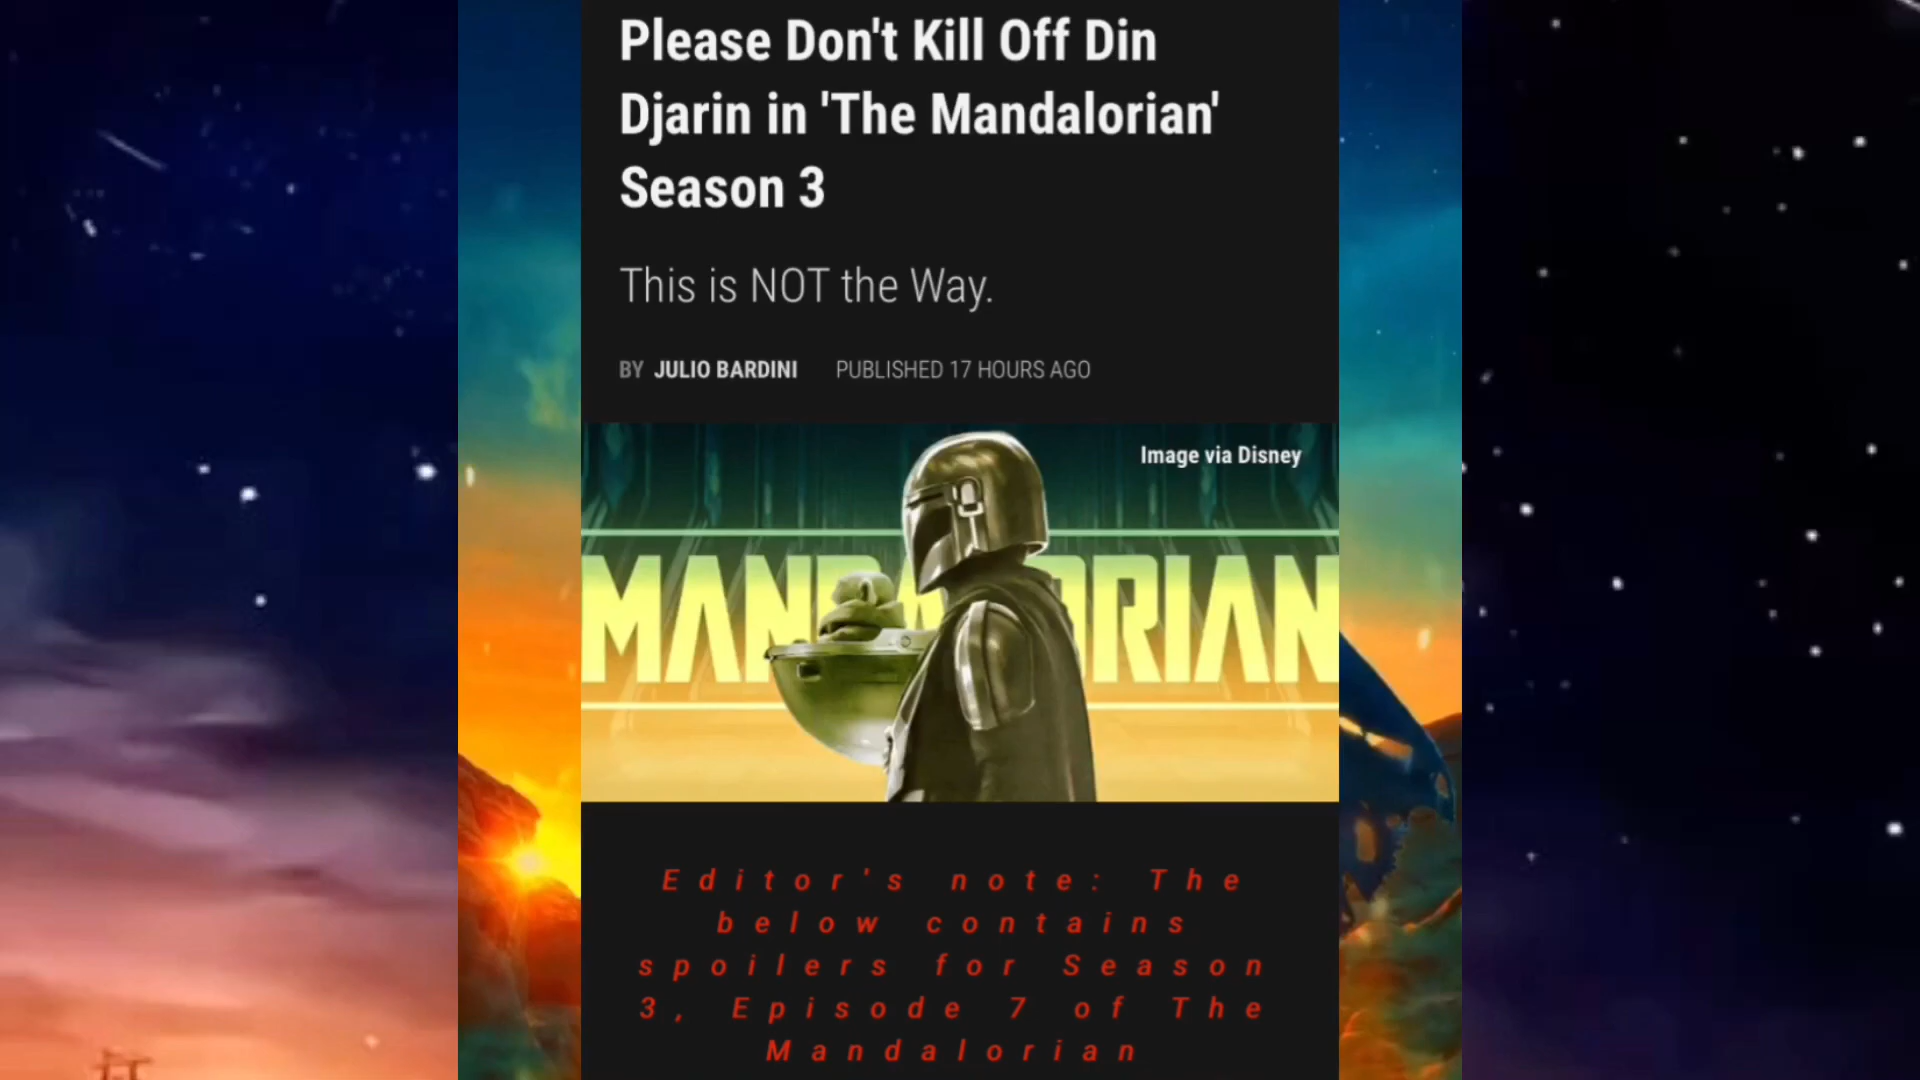 Please Don't Kill Off Din
Djarin in 'The Mandalorian'
Season 3
This is NOT the Way.
BY JULIO BARDINI PUBLISHED 17 HOURS AGO
Image via Disney
MANDALORIAN
Editor's note: The
below contains
spoilers for Season
3, Episode 7 of The
Mandalorian